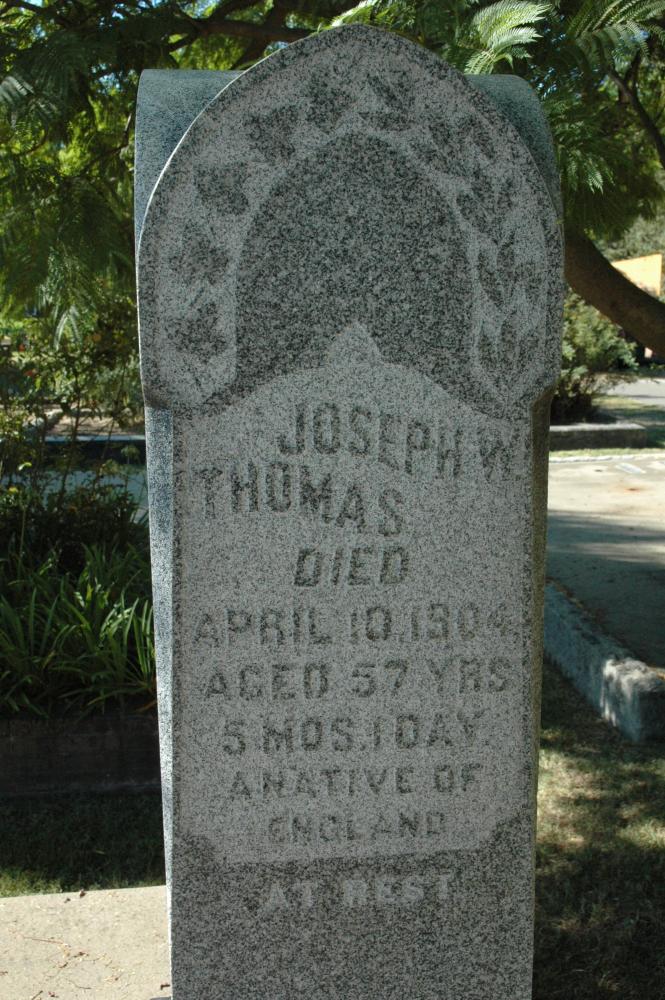 JOSEPH W.
THOMAS
DIED
APRIL 10, 1904.
AGED 57 YRS
5 MOS. 1 DAY
A NATIVE OF
ENGLAND
AT REST